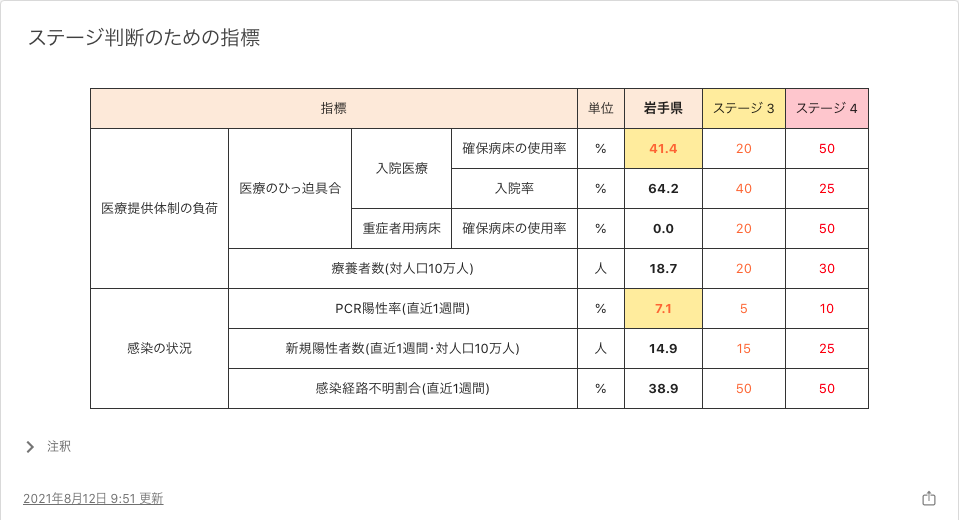 ステージ判断のための指標
指標 単位 岩手県 ステージ 3 ステージ 4
医療提供体制の負荷 医療のひっ迫具合 入院医療 確保病床の使用率 % 41.4 20 50
入院率 % 64.2 40 25
重症者用病床 確保病床の使用率 % 0.0 20 50
療養者数(対人口10万人) 人 18.7 20 30
感染の状況 PCR陽性率(直近1週間) % 7.1 5 10
新規陽性者数(直近1週間・対人口10万人) 人 14.9 15 25
感染経路不明割合(直近1週間) % 38.9 50 50
注釈
2021年8月12日 9:51 更新